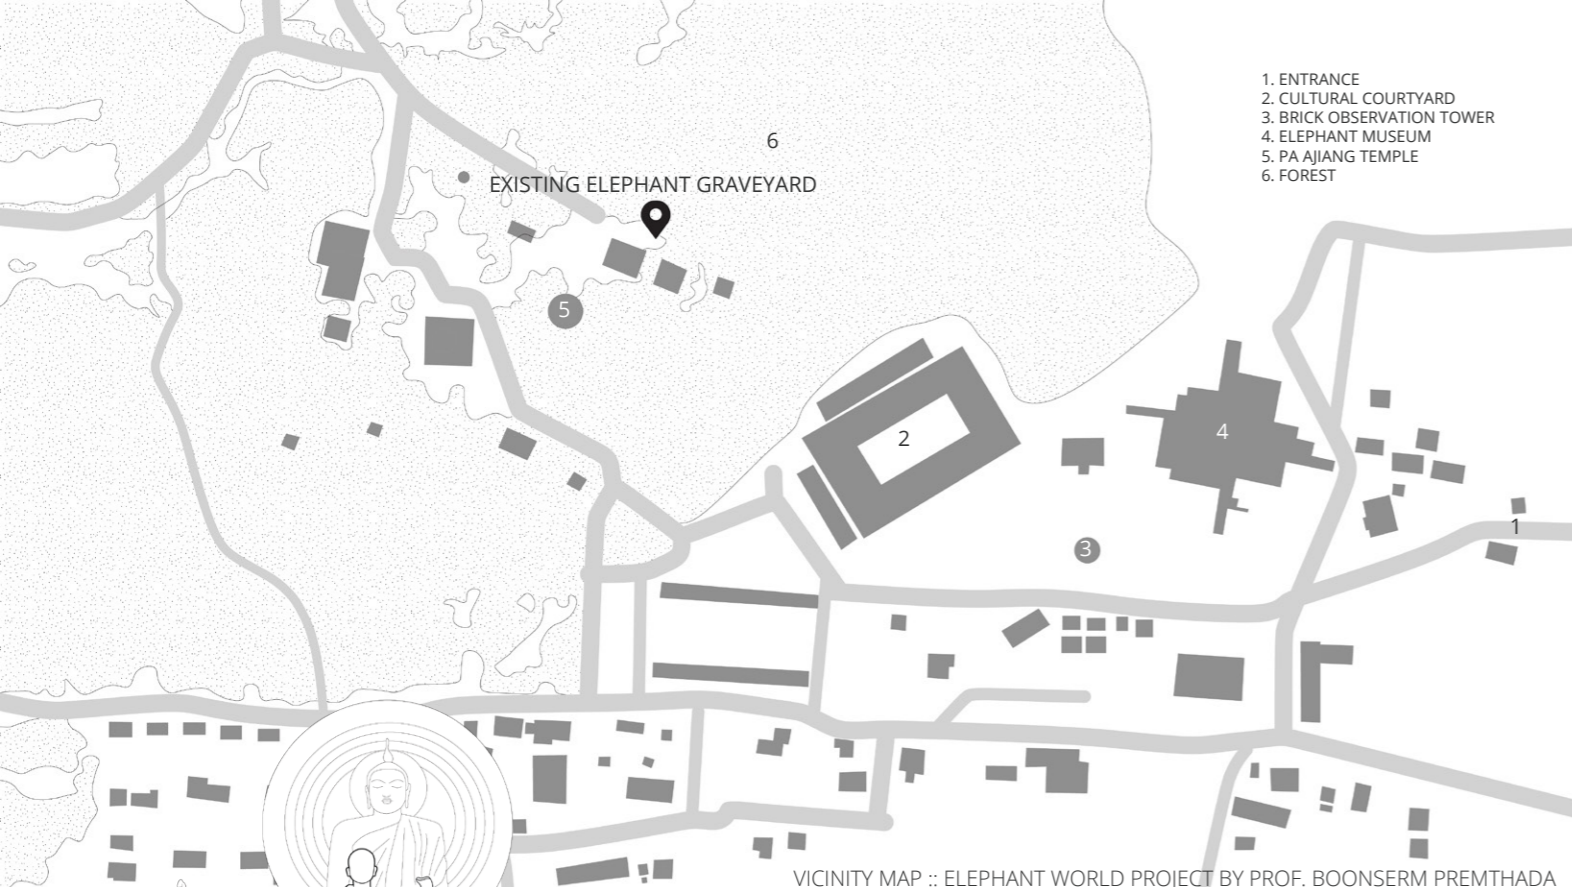 1. ENTRANCE
2. CULTURAL COURTYARD
3. BRICK OBSERVATION TOWER
4. ELEPHANT MUSEUM
5. PA AJIANG TEMPLE
6. FOREST
6
EXISTING ELEPHANT GRAVEYARD
5
2
4
1
3
VICINITY MAP :: ELEPHANT WORLD PROJECT BY PROF. BOONSERM PREMTHADA